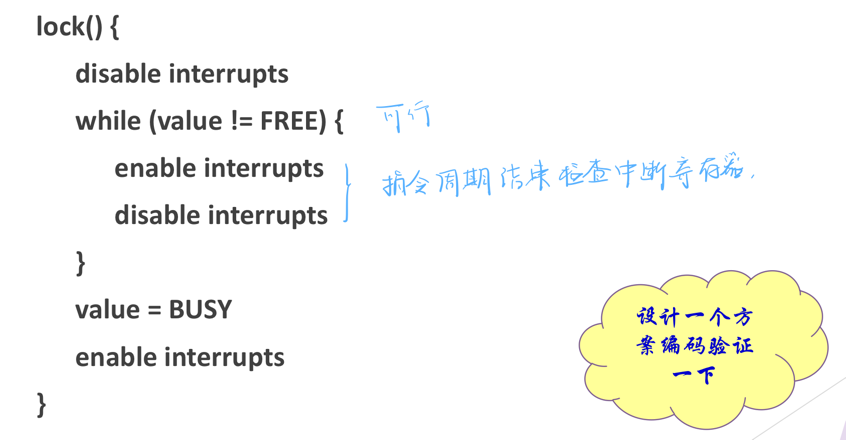 lock() {
disable interrupts
while (value != FREE) {
可行
enable interrupts
disable interrupts
指令周期结束检查中断寄存器.
}
value = BUSY
enable interrupts
}
设计一个方
案编码验证
一下